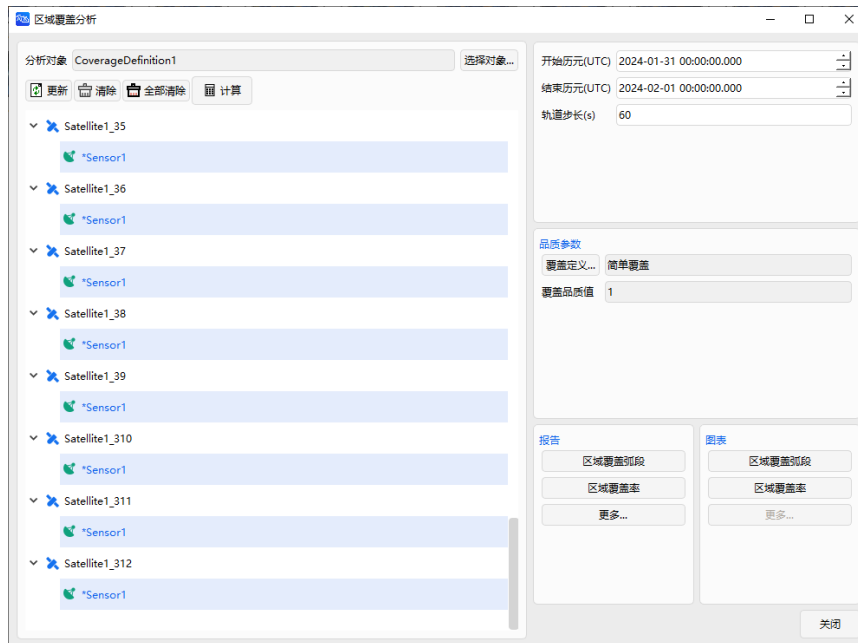 区域覆盖分析
分析对象 CoverageDefinition1 选择对象...
更新 清除 全部清除 计算
Satellite1_35
*Sensor1
Satellite1_36
*Sensor1
Satellite1_37
*Sensor1
Satellite1_38
*Sensor1
Satellite1_39
*Sensor1
Satellite1_310
*Sensor1
Satellite1_311
*Sensor1
Satellite1_312
*Sensor1
开始历元(UTC) 2024-01-31 00:00:00.000
结束历元(UTC) 2024-02-01 00:00:00.000
轨道步长(s) 60
品质参数
覆盖定义... 简单覆盖
覆盖品质值 1
报告
区域覆盖弧段
区域覆盖率
更多...
图表
区域覆盖弧段
区域覆盖率
更多...
关闭